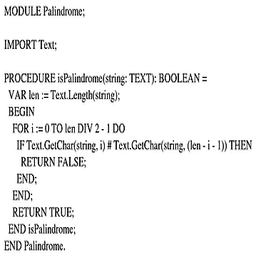 MODULE Palindrome;
IMPORT Text;
PROCEDURE isPalindrome(string: TEXT): BOOLEAN =
VAR len := Text.Length(string);
BEGIN
FOR i := 0 TO len DIV 2 - 1 DO
IF Text.GetChar(string, i) # Text.GetChar(string, (len - i - 1)) THEN
RETURN FALSE;
END;
END;
RETURN TRUE;
END isPalindrome;
END Palindrome.